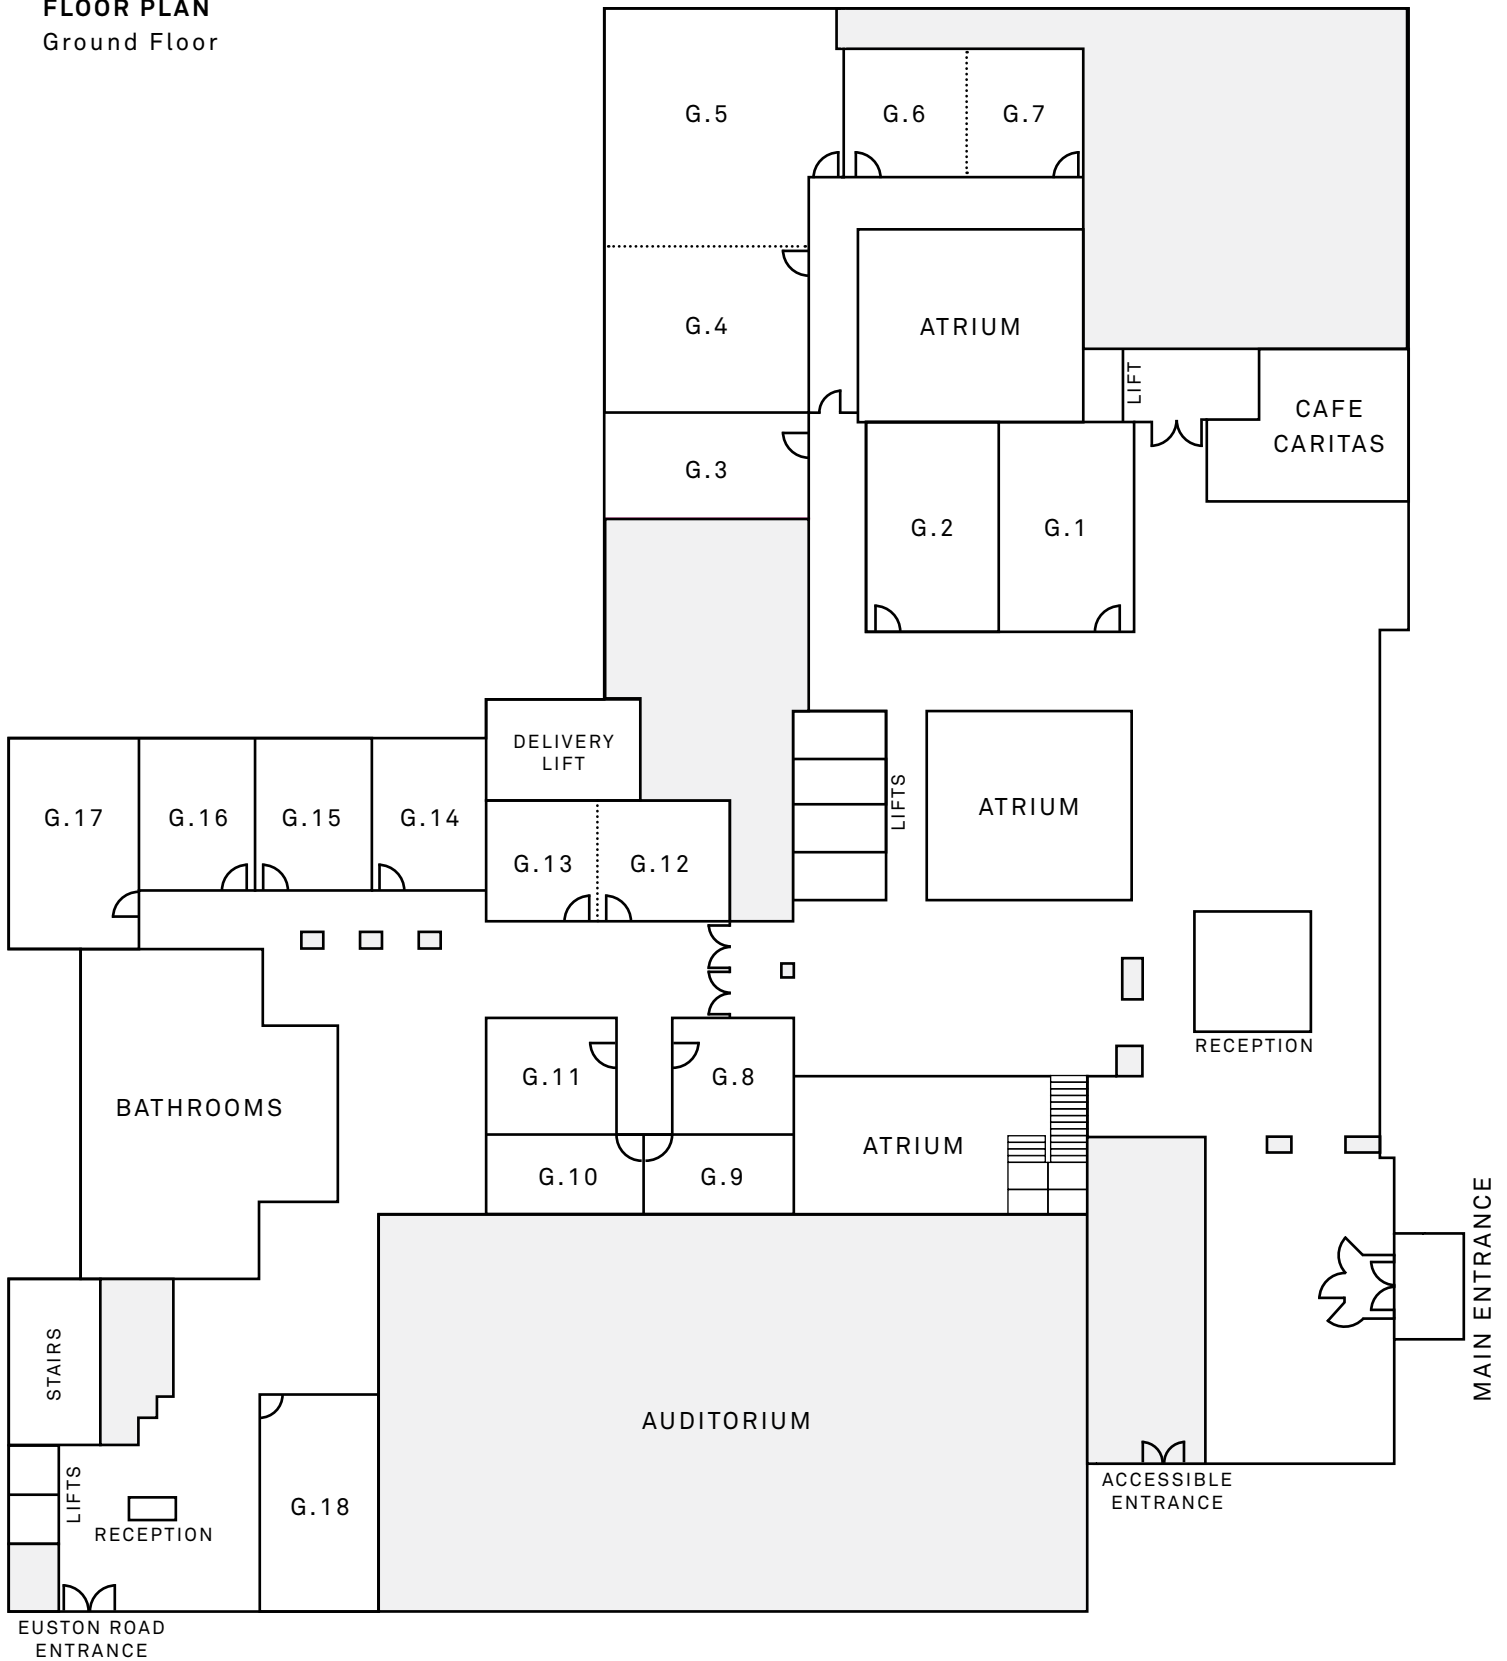 FLOOR PLAN
Ground Floor
G.5
G.6
G.7
G.4
ATRIUM
LIFT
CAFE
CARITAS
G.3
G.2
G.1
DELIVERY
LIFT
LIFTS
ATRIUM
G.17
G.16
G.15
G.14
G.13
G.12
RECEPTION
G.11
G.8
BATHROOMS
ATRIUM
G.10
G.9
MAIN ENTRANCE
STAIRS
AUDITORIUM
LIFTS
G.18
RECEPTION
ACCESSIBLE
ENTRANCE
EUSTON ROAD
ENTRANCE